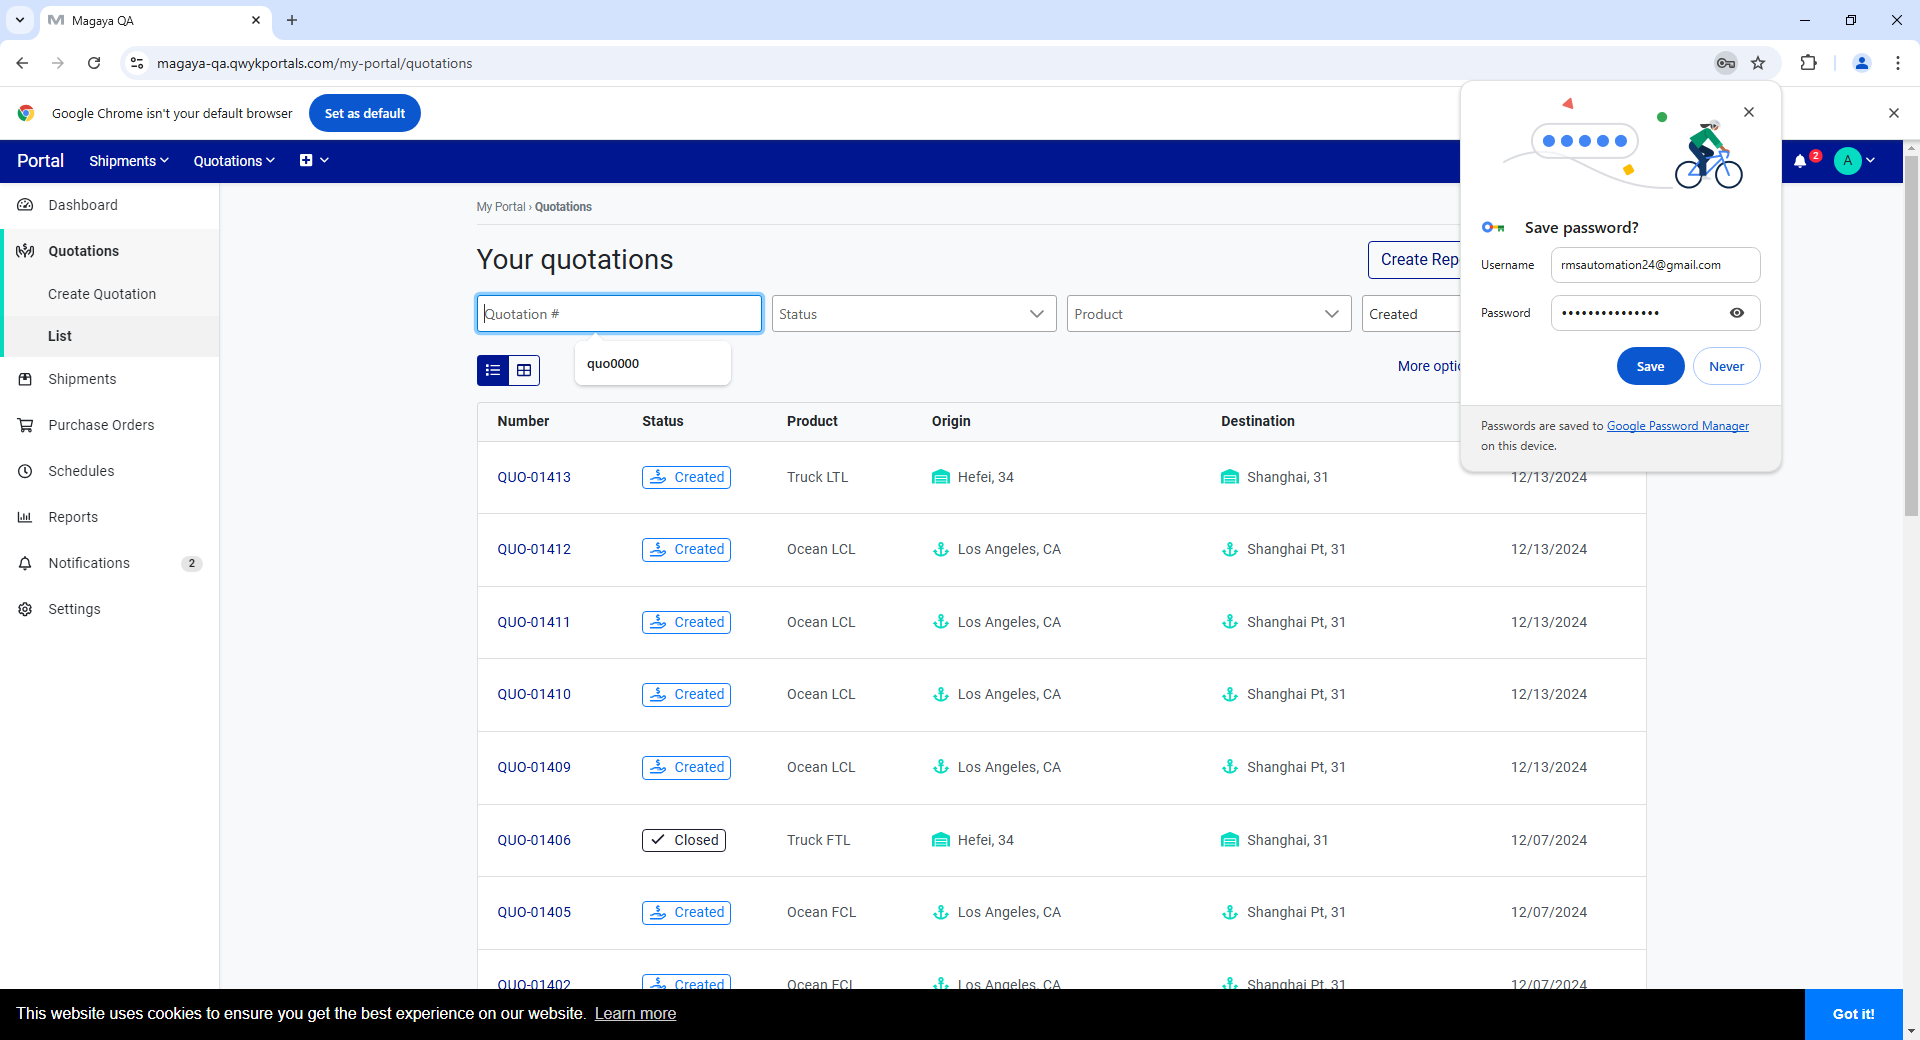 Magaya QA
magaya-qa.qwykportals.com/my-portal/quotations
Google Chrome isn't your default browser
Set as default
Portal
Shipments
Quotations
2
A
Dashboard
Quotations
Create Quotation
List
Shipments
Purchase Orders
Schedules
Reports
Notifications 2
Settings
My Portal › Quotations
Your quotations
Create Rep
Quotation #
Status
Product
Created
quo0000
More optio
Number Status Product Origin Destination
QUO-01413 Created Truck LTL Hefei, 34 Shanghai, 31 12/13/2024
QUO-01412 Created Ocean LCL Los Angeles, CA Shanghai Pt, 31 12/13/2024
QUO-01411 Created Ocean LCL Los Angeles, CA Shanghai Pt, 31 12/13/2024
QUO-01410 Created Ocean LCL Los Angeles, CA Shanghai Pt, 31 12/13/2024
QUO-01409 Created Ocean LCL Los Angeles, CA Shanghai Pt, 31 12/13/2024
QUO-01406 Closed Truck FTL Hefei, 34 Shanghai, 31 12/07/2024
QUO-01405 Created Ocean FCL Los Angeles, CA Shanghai Pt, 31 12/07/2024
QUO-01402 Created Ocean FCL Los Angeles, CA Shanghai Pt, 31 12/07/2024
Save password?
Username rmsautomation24@gmail.com
Password •••••••••••••••
Save
Never
Passwords are saved to Google Password Manager
on this device.
This website uses cookies to ensure you get the best experience on our website. Learn more
Got it!